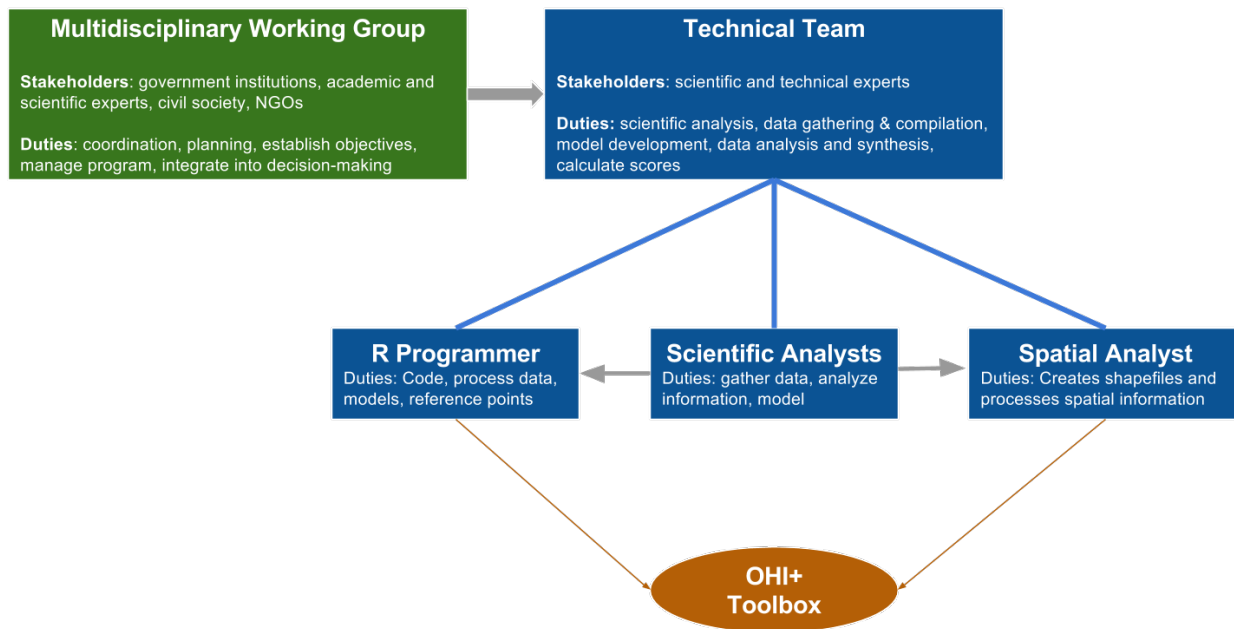 Multidisciplinary Working Group
Stakeholders: government institutions, academic and
scientific experts, civil society, NGOs
Duties: coordination, planning, establish objectives,
manage program, integrate into decision-making
Technical Team
Stakeholders: scientific and technical experts
Duties: scientific analysis, data gathering & compilation,
model development, data analysis and synthesis,
calculate scores
R Programmer
Duties: Code, process data,
models, reference points
Scientific Analysts
Duties: gather data, analyze
information, model
Spatial Analyst
Duties: Creates shapefiles and
processes spatial information
OHI+
Toolbox